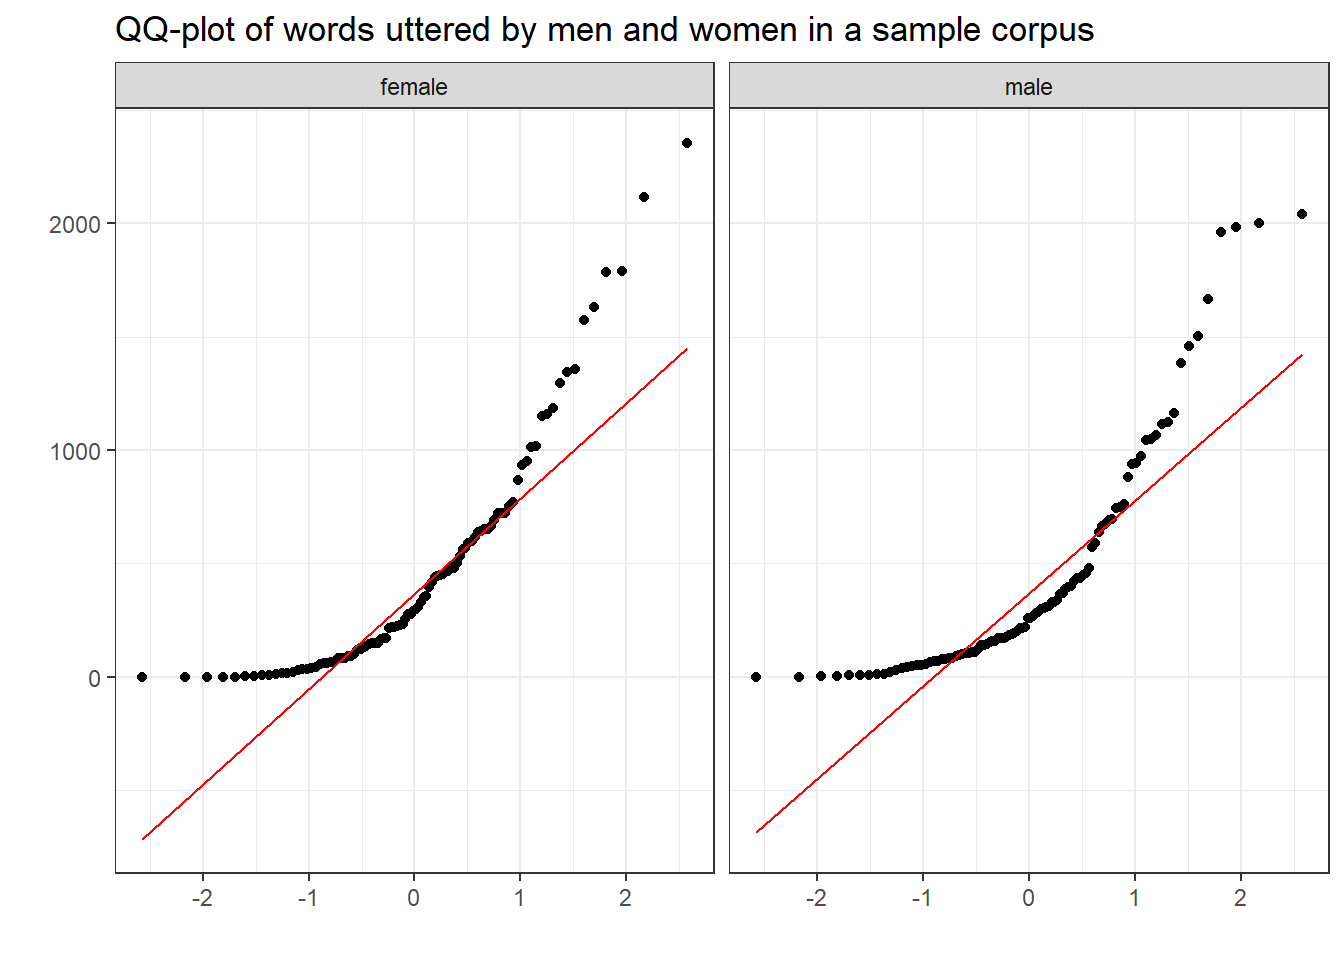 QQ-plot of words uttered by men and women in a sample corpus
female male
2000
1000
0
-2 -1 0 1 2 -2 -1 0 1 2